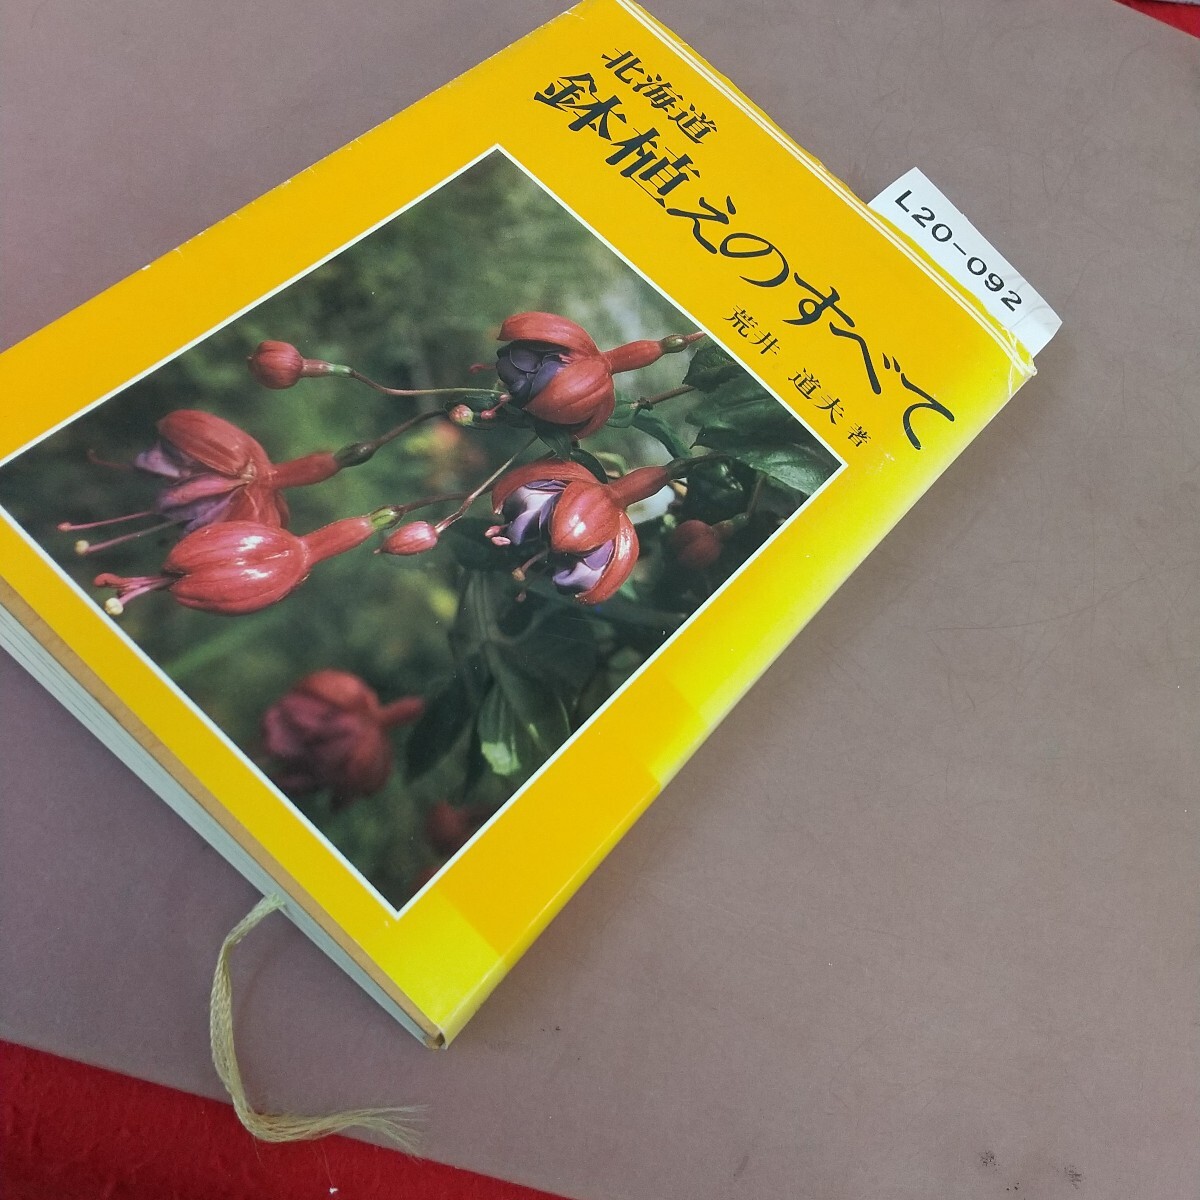 北海道
鉢植えのすべて
荒井 道夫 著
L20-092